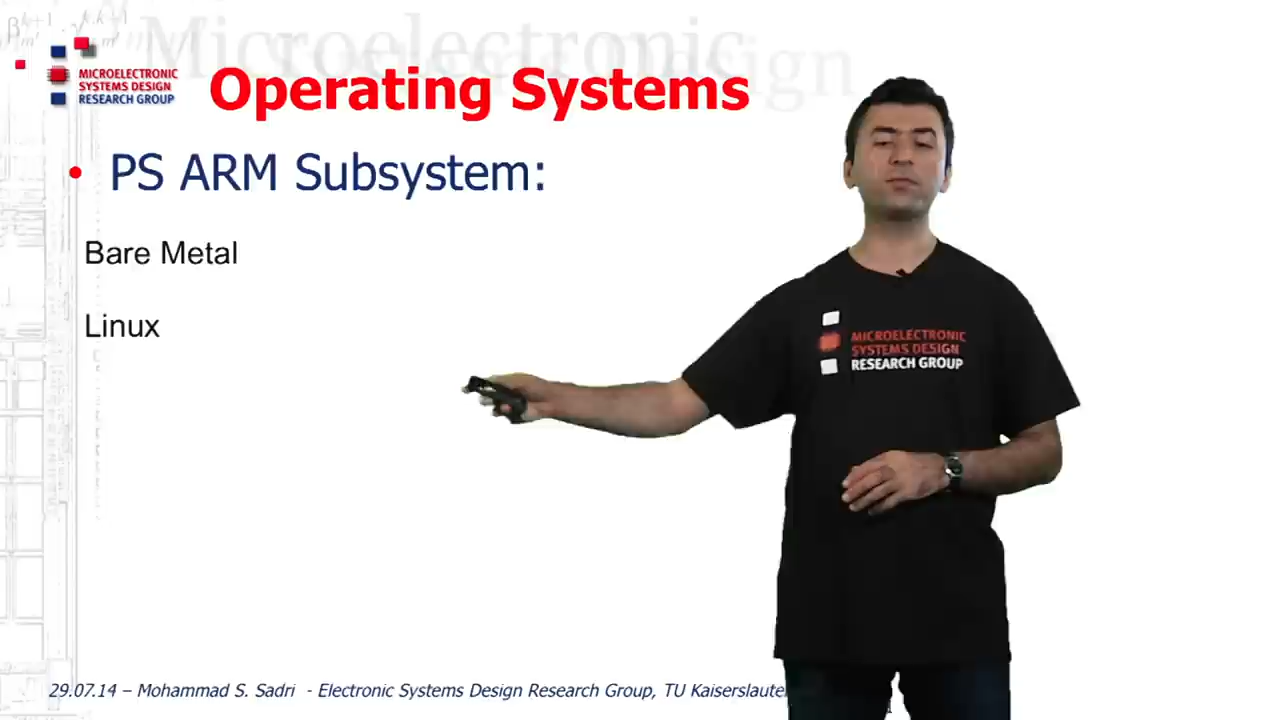 Microelectronic
MICROELECTRONIC
SYSTEMS DESIGN
RESEARCH GROUP
Operating Systems
• PS ARM Subsystem:
Bare Metal
Linux
MICROELECTRONIC
SYSTEMS DESIGN
RESEARCH GROUP
29.07.14 – Mohammad S. Sadri - Electronic Systems Design Research Group, TU Kaiserslaute